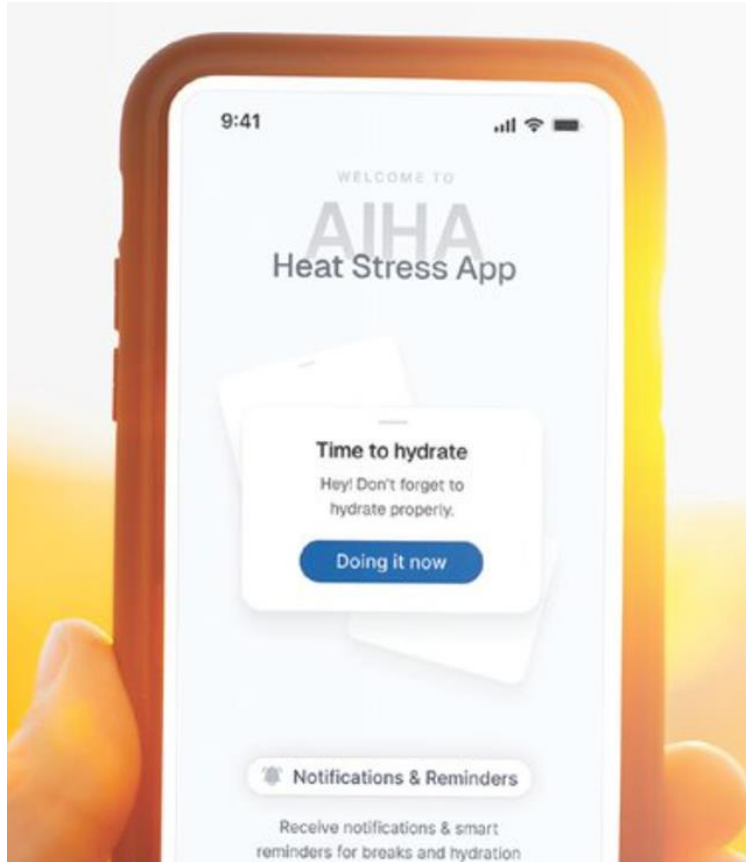 9:41
WELCOME TO
AIHA
Heat Stress App
Time to hydrate
Hey! Don't forget to
hydrate properly.
Doing it now
Notifications & Reminders
Receive notifications & smart
reminders for breaks and hydration